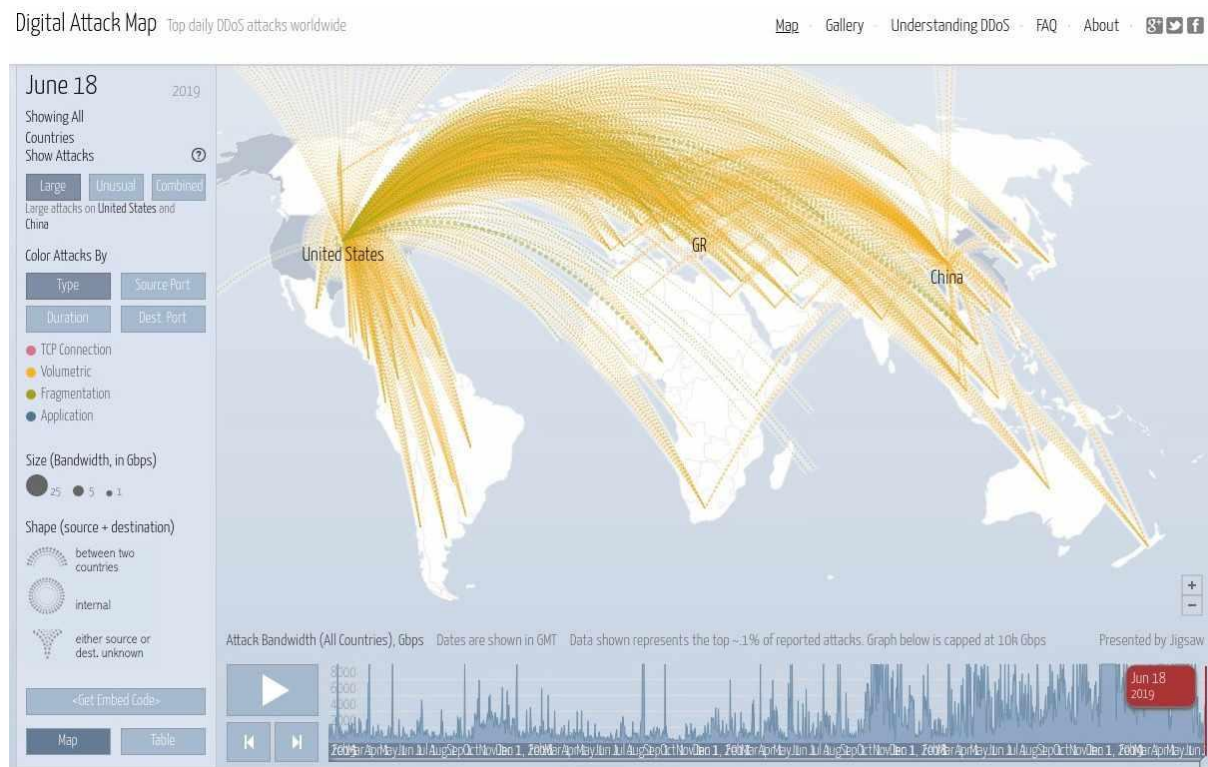 Digital Attack Map Top daily DDoS attacks worldwide
Map · Gallery · Understanding DDoS · FAQ · About
June 18 2019
Showing All
Countries
Show Attacks ?
Large Unusual Combined
Large attacks on United States and
China
Color Attacks By
Type Source Port
Duration Dest. Port
TCP Connection
Volumetric
Fragmentation
Application
Size (Bandwidth, in Gbps)
25 5 1
Shape (source + destination)
between two
countries
internal
either source or
dest. unknown
<Get Embed Code>
Map Table
United States
GR
China
+
−
Attack Bandwidth (All Countries), Gbps Dates are shown in GMT Data shown represents the top ~.1% of reported attacks. Graph below is capped at 10k Gbps Presented by Jigsaw
8000
6000
4000
Jun 18
2019